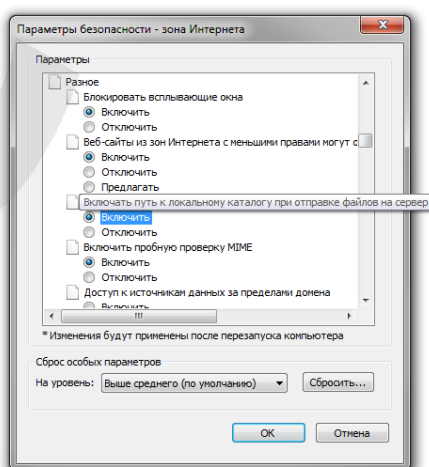 Параметры безопасности - зона Интернета
Параметры
Разное
Блокировать всплывающие окна
Включить
Отключить
Веб-сайты из зон Интернета с меньшими правами могут с
Включить
Отключить
Предлагать
Включать путь к локальному каталогу при отправке файлов на сервер
Включить
Отключить
Включить пробную проверку MIME
Включить
Отключить
Доступ к источникам данных за пределами домена
Включить
* Изменения будут применены после перезапуска компьютера
Сброс особых параметров
На уровень: Выше среднего (по умолчанию) Сбросить...
ОК Отмена